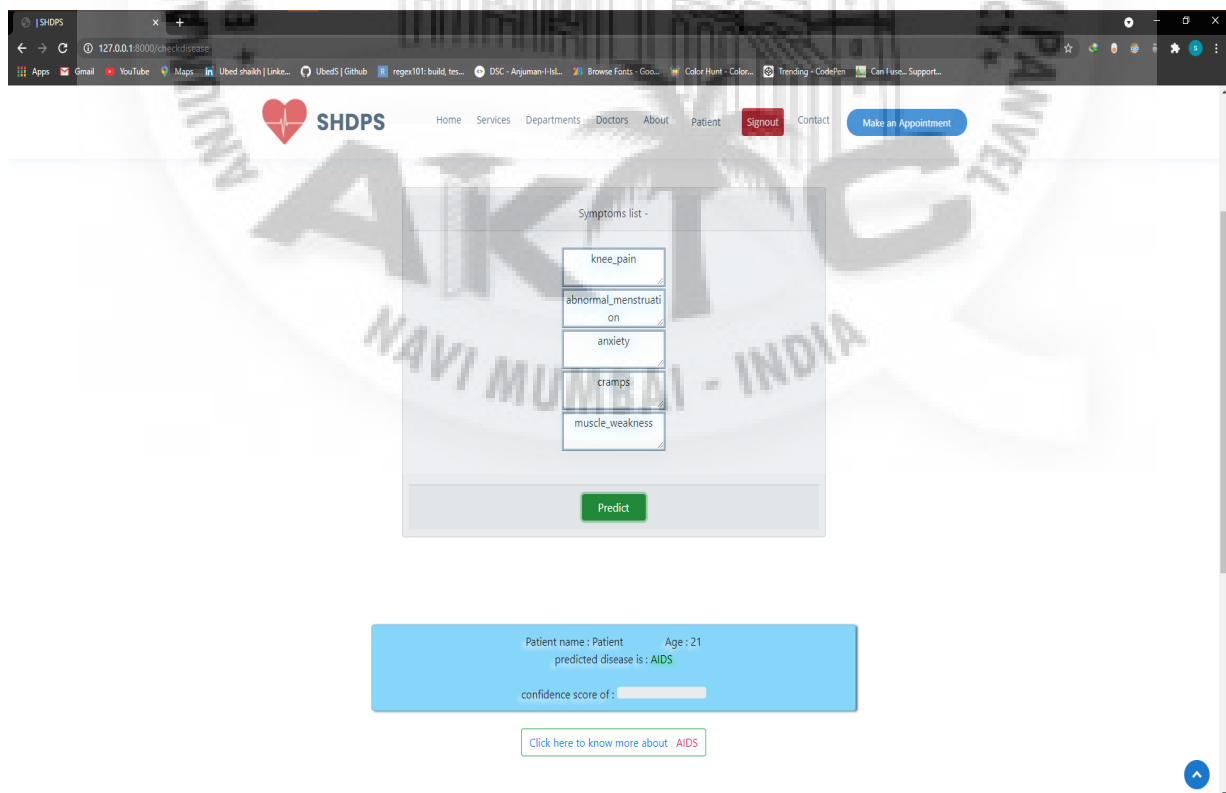 | SHDPS
127.0.0.1:8000/checkdisease
Apps Gmail YouTube Maps Ubed shaikh | Linke... UbedS | Github regex101: build, tes... DSC - Anjuman-I-Isl... Browse Fonts - Goo... Color Hunt - Color... Trending - CodePen Can I use... Support...
SHDPS Home Services Departments Doctors About Patient Signout Contact Make an Appointment
AKTC
NAVI MUMBAI - INDIA
Symptoms list -
knee_pain
abnormal_menstruati
on
anxiety
cramps
muscle_weakness
Predict
Patient name : Patient Age : 21
predicted disease is : AIDS
confidence score of :
Click here to know more about AIDS